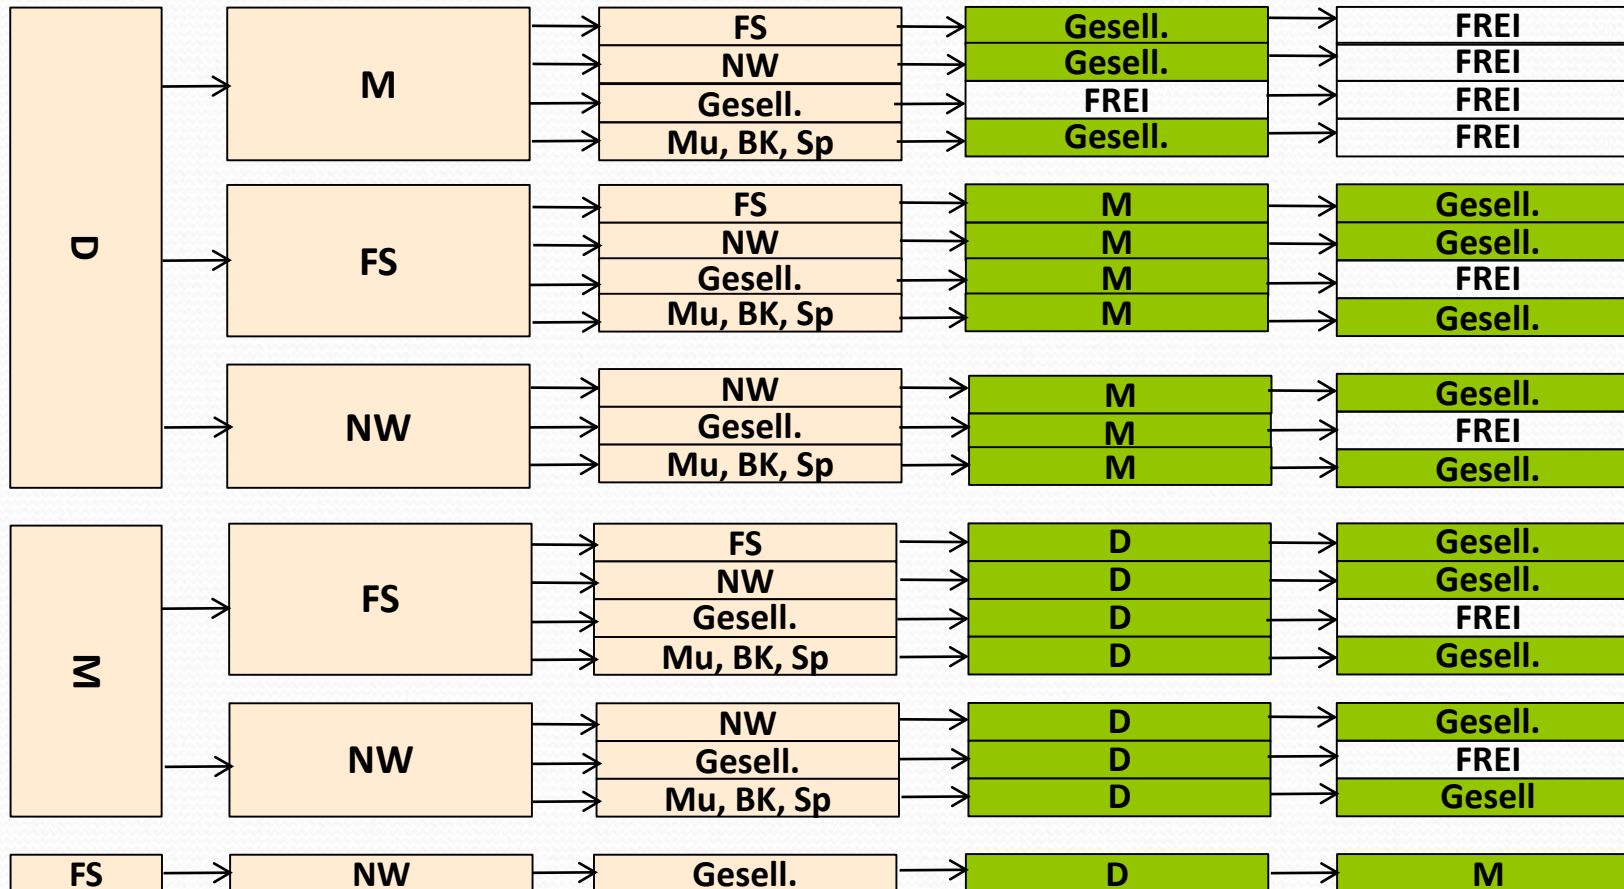 D
M
FS Gesell. FREI
NW Gesell. FREI
Gesell. FREI FREI
Mu, BK, Sp Gesell. FREI
FS
FS M Gesell.
NW M Gesell.
Gesell. M FREI
Mu, BK, Sp M Gesell.
NW
NW M Gesell.
Gesell. M FREI
Mu, BK, Sp M Gesell.
M
FS
FS D Gesell.
NW D Gesell.
Gesell. D FREI
Mu, BK, Sp D Gesell.
NW
NW D Gesell.
Gesell. D FREI
Mu, BK, Sp D Gesell
FS NW Gesell. D M